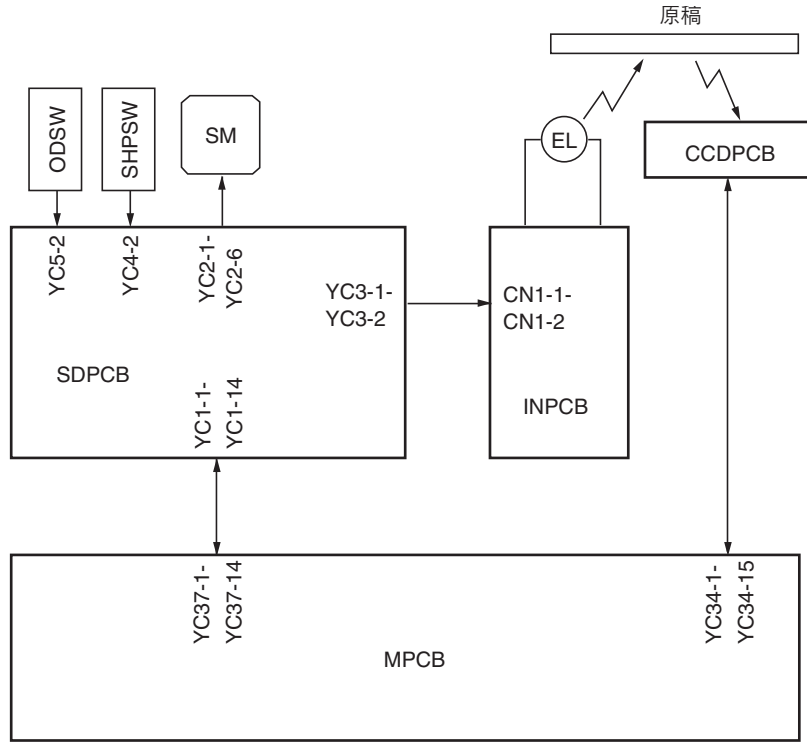 原稿
ODSW
SHPSW
SM
EL
CCDPCB
YC5-2
YC4-2
YC2-1-
YC2-6
YC3-1-
YC3-2
CN1-1-
CN1-2
SDPCB
YC1-1-
YC1-14
INPCB
YC37-1-
YC37-14
YC34-1-
YC34-15
MPCB